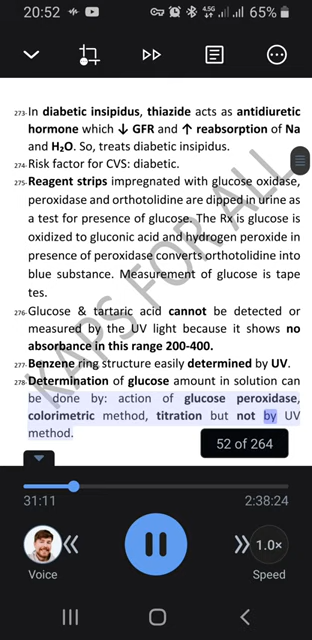 20:52 4.5G 65%
273- In diabetic insipidus, thiazide acts as antidiuretic
hormone which ↓ GFR and ↑ reabsorption of Na
and H₂O. So, treats diabetic insipidus.
274- Risk factor for CVS: diabetic.
275- Reagent strips impregnated with glucose oxidase,
peroxidase and orthotolidine are dipped in urine as
a test for presence of glucose. The Rx is glucose is
oxidized to gluconic acid and hydrogen peroxide in
presence of peroxidase converts orthotolidine into
blue substance. Measurement of glucose is tape
tes.
276- Glucose & tartaric acid cannot be detected or
measured by the UV light because it shows no
absorbance in this range 200-400.
277- Benzene ring structure easily determined by UV.
278- Determination of glucose amount in solution can
be done by: action of glucose peroxidase,
colorimetric method, titration but not by UV
method.
KAPS FOR ALL
52 of 264
31:11 2:38:24
1.0×
Voice Speed